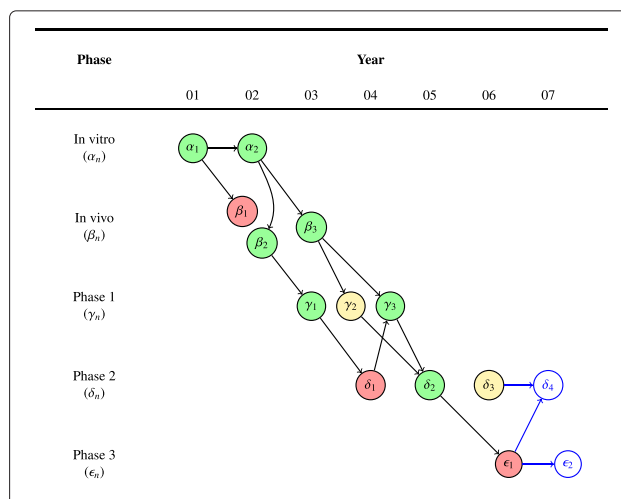 Phase Year
01 02 03 04 05 06 07
In vitro
(αₙ)
α₁ α₂
In vivo
(βₙ)
β₁ β₂ β₃
Phase 1
(γₙ)
γ₁ γ₂ γ₃
Phase 2
(δₙ)
δ₁ δ₂ δ₃ δ₄
Phase 3
(ϵₙ)
ϵ₁ ϵ₂